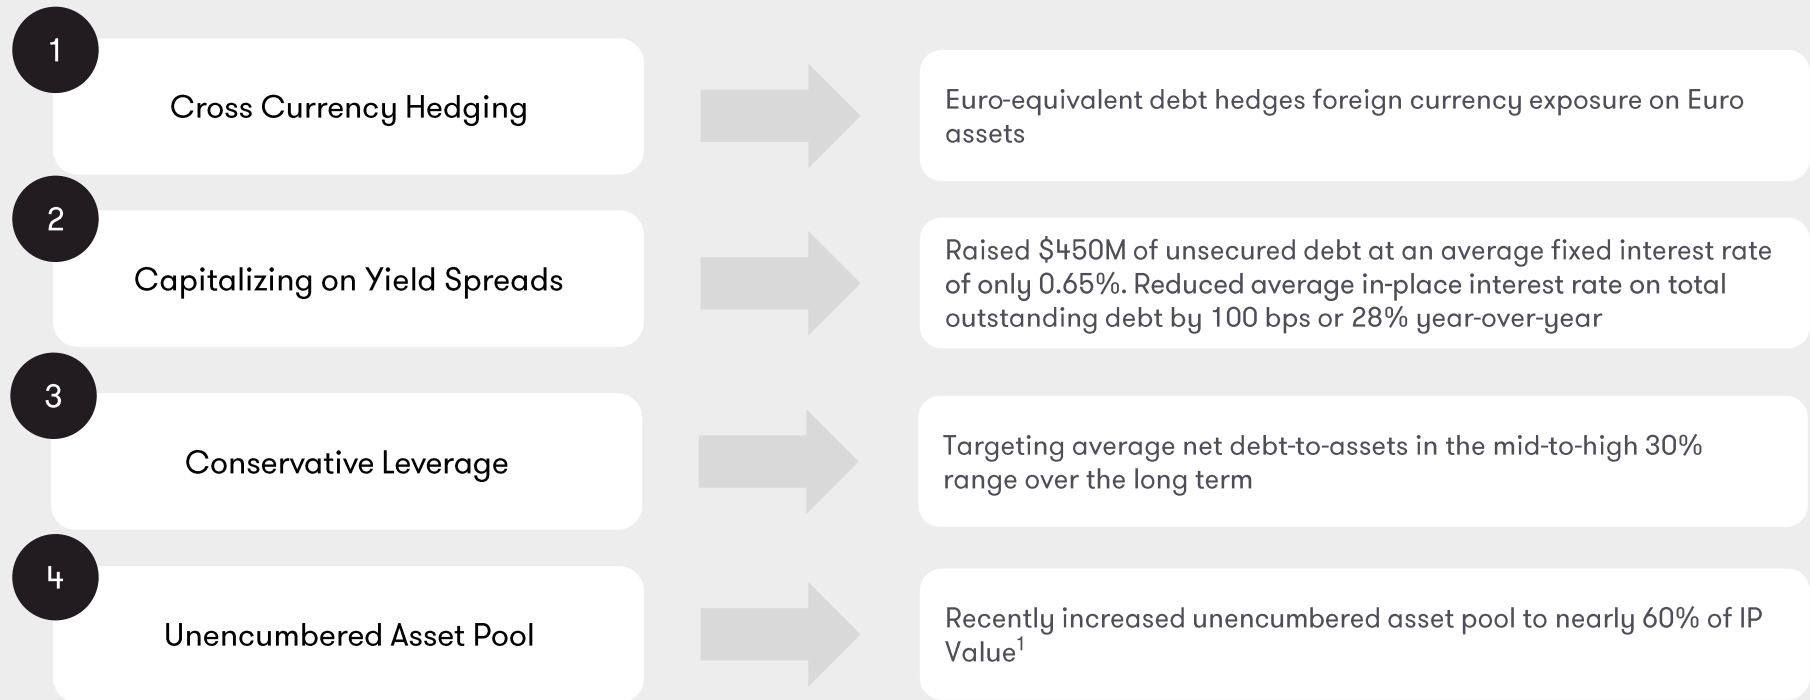 1
Cross Currency Hedging
Euro-equivalent debt hedges foreign currency exposure on Euro
assets
2
Capitalizing on Yield Spreads
Raised $450M of unsecured debt at an average fixed interest rate
of only 0.65%. Reduced average in-place interest rate on total
outstanding debt by 100 bps or 28% year-over-year
3
Conservative Leverage
Targeting average net debt-to-assets in the mid-to-high 30%
range over the long term
4
Unencumbered Asset Pool
Recently increased unencumbered asset pool to nearly 60% of IP
Value¹